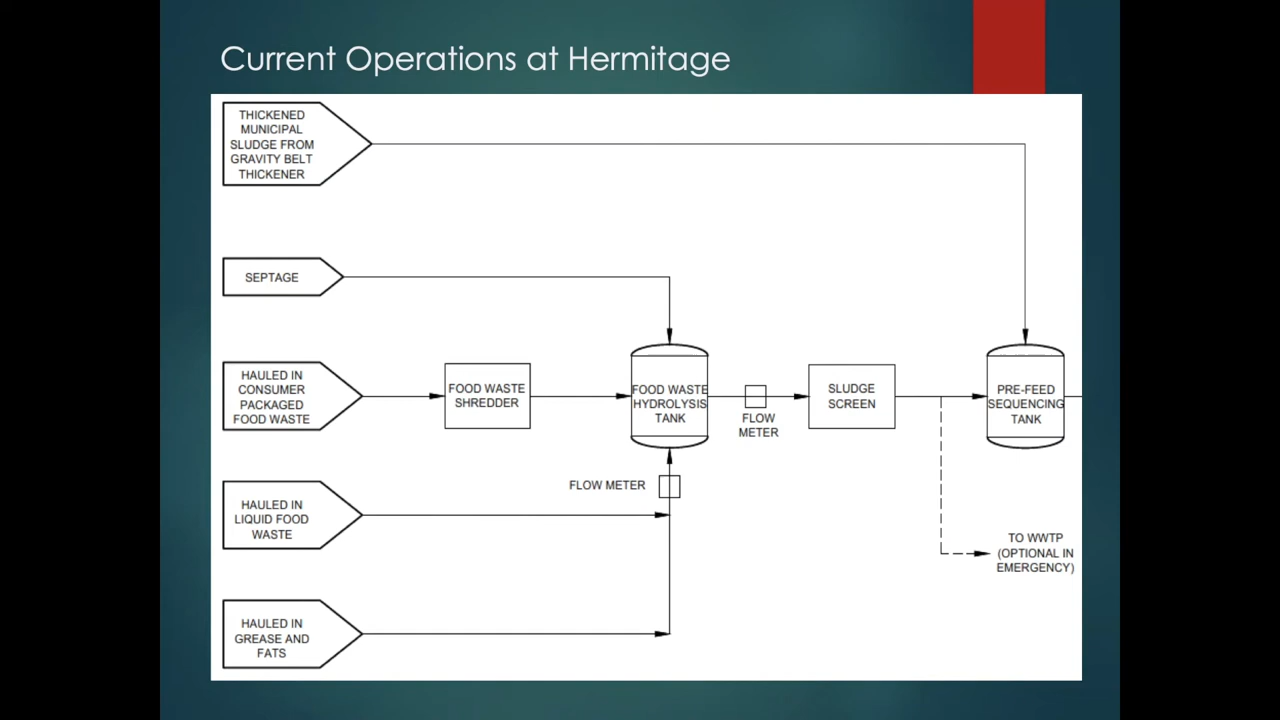 Current Operations at Hermitage
THICKENED
MUNICIPAL
SLUDGE FROM
GRAVITY BELT
THICKENER
SEPTAGE
HAULED IN
CONSUMER
PACKAGED
FOOD WASTE
FOOD WASTE
SHREDDER
FOOD WASTE
HYDROLYSIS
TANK
FLOW
METER
SLUDGE
SCREEN
PRE-FEED
SEQUENCING
TANK
FLOW METER
HAULED IN
LIQUID FOOD
WASTE
TO WWTP
(OPTIONAL IN
EMERGENCY)
HAULED IN
GREASE AND
FATS